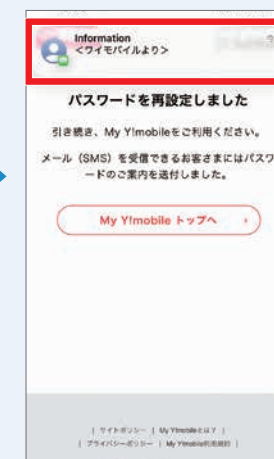 Information
<ワイモバイルより>
パスワードを再設定しました
引き続き、My Y!mobileをご利用ください。
メール（SMS）を受信できるお客さまにはパスワ
ードのご案内を送付しました。
My Y!mobile トップへ
| サイトポリシー | My Y!mobileとは？ |
| プライバシーポリシー | My Y!mobile利用規約 |